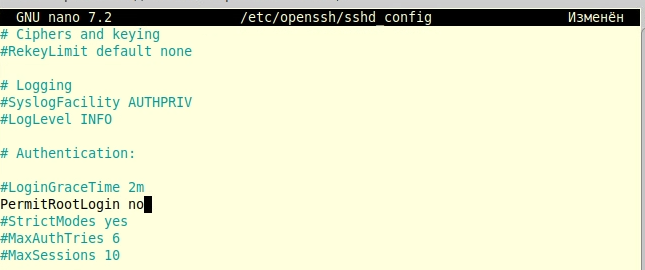 GNU nano 7.2 /etc/openssh/sshd_config Изменён
# Ciphers and keying
#RekeyLimit default none
# Logging
#SyslogFacility AUTHPRIV
#LogLevel INFO
# Authentication:
#LoginGraceTime 2m
PermitRootLogin no
#StrictModes yes
#MaxAuthTries 6
#MaxSessions 10